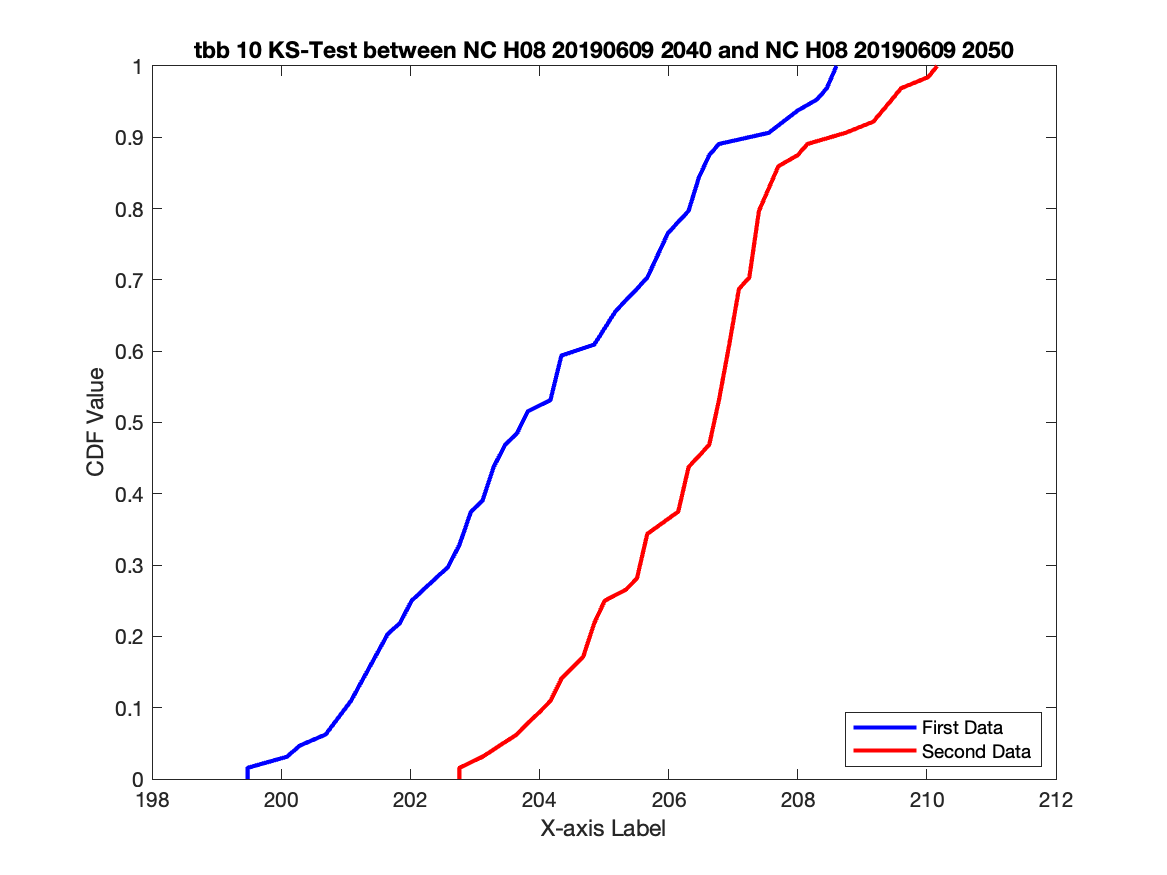 tbb 10 KS-Test between NC H08 20190609 2040 and NC H08 20190609 2050
1
0.9
0.8
0.7
0.6
0.5
0.4
0.3
0.2
0.1
0
CDF Value
First Data
Second Data
198 200 202 204 206 208 210 212
X-axis Label